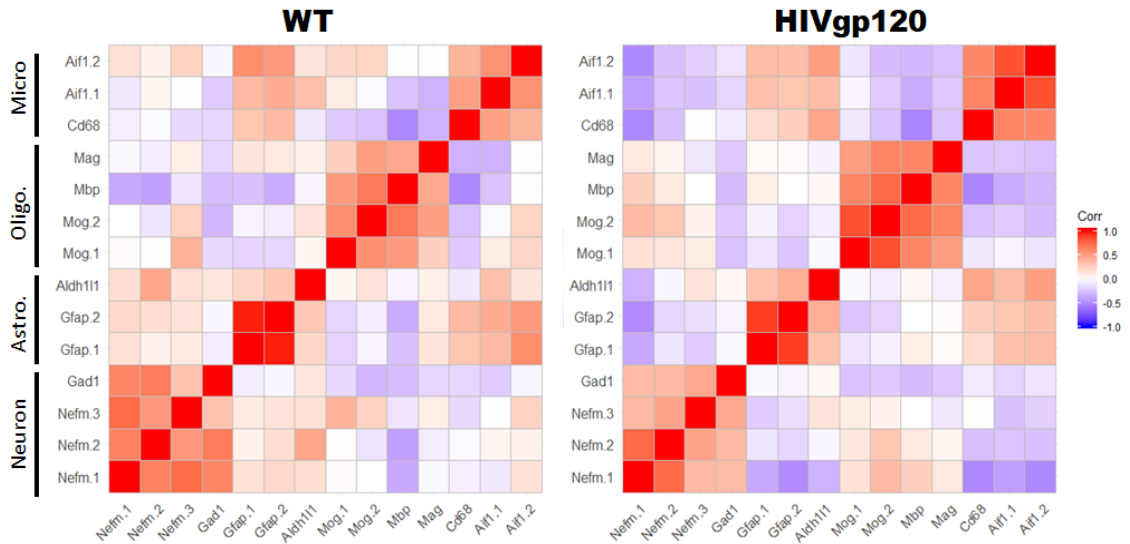 WT
HIVgp120
Micro
Oligo.
Astro.
Neuron
Aif1.2
Aif1.1
Cd68
Mag
Mbp
Mog.2
Mog.1
Aldh1l1
Gfap.2
Gfap.1
Gad1
Nefm.3
Nefm.2
Nefm.1
Nefm.1
Nefm.2
Nefm.3
Gad1
Gfap.1
Gfap.2
Aldh1l1
Mog.1
Mog.2
Mbp
Mag
Cd68
Aif1.1
Aif1.2
Aif1.2
Aif1.1
Cd68
Mag
Mbp
Mog.2
Mog.1
Aldh1l1
Gfap.2
Gfap.1
Gad1
Nefm.3
Nefm.2
Nefm.1
Nefm.1
Nefm.2
Nefm.3
Gad1
Gfap.1
Gfap.2
Aldh1l1
Mog.1
Mog.2
Mbp
Mag
Cd68
Aif1.1
Aif1.2
Corr
1.0
0.5
0.0
-0.5
-1.0